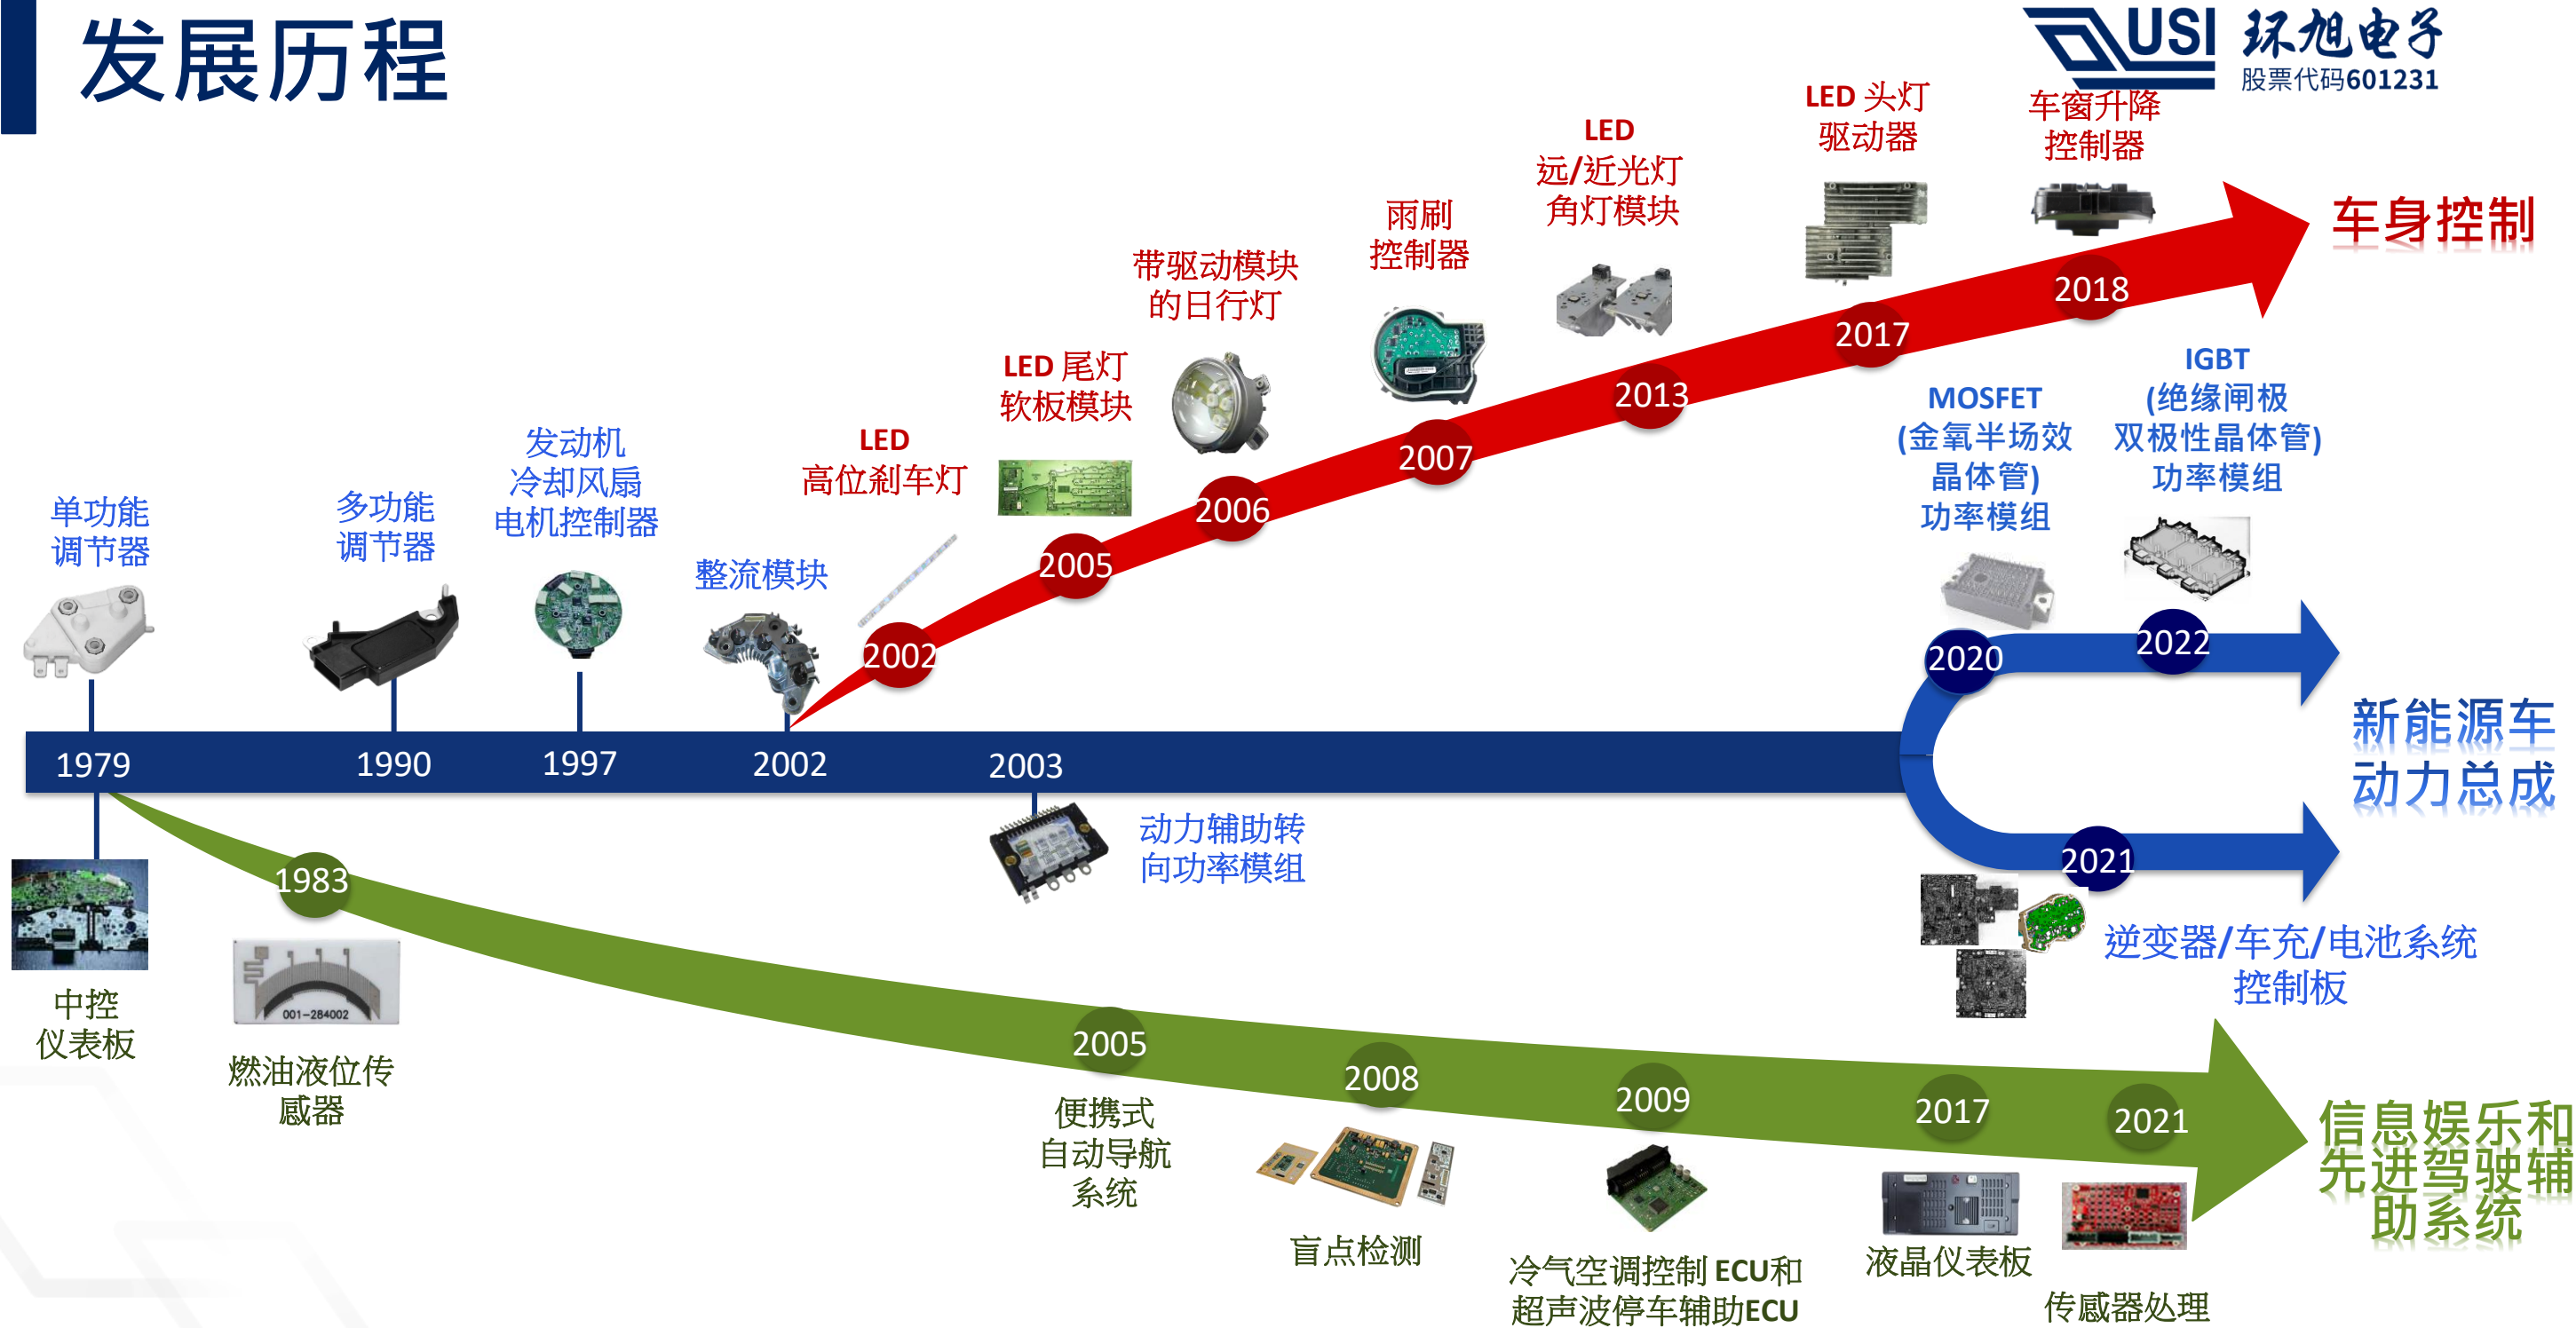 发展历程
USI 环旭电子
股票代码601231
LED 头灯
驱动器
车窗升降
控制器
LED
远/近光灯
角灯模块
雨刷
控制器
带驱动模块
的日行灯
LED 尾灯
软板模块
LED
高位刹车灯
2002
2005
2006
2007
2013
2017
2018
车身控制
单功能
调节器
多功能
调节器
发动机
冷却风扇
电机控制器
整流模块
MOSFET
(金氧半场效
晶体管)
功率模组
IGBT
(绝缘闸极
双极性晶体管)
功率模组
2020
2022
1979
1990
1997
2002
2003
新能源车
动力总成
动力辅助转
向功率模组
2021
逆变器/车充/电池系统
控制板
中控
仪表板
1983
001-284002
燃油液位传
感器
2005
便携式
自动导航
系统
2008
盲点检测
2009
冷气空调控制 ECU和
超声波停车辅助ECU
2017
液晶仪表板
2021
传感器处理
信息娱乐和
先进驾驶辅
助系统